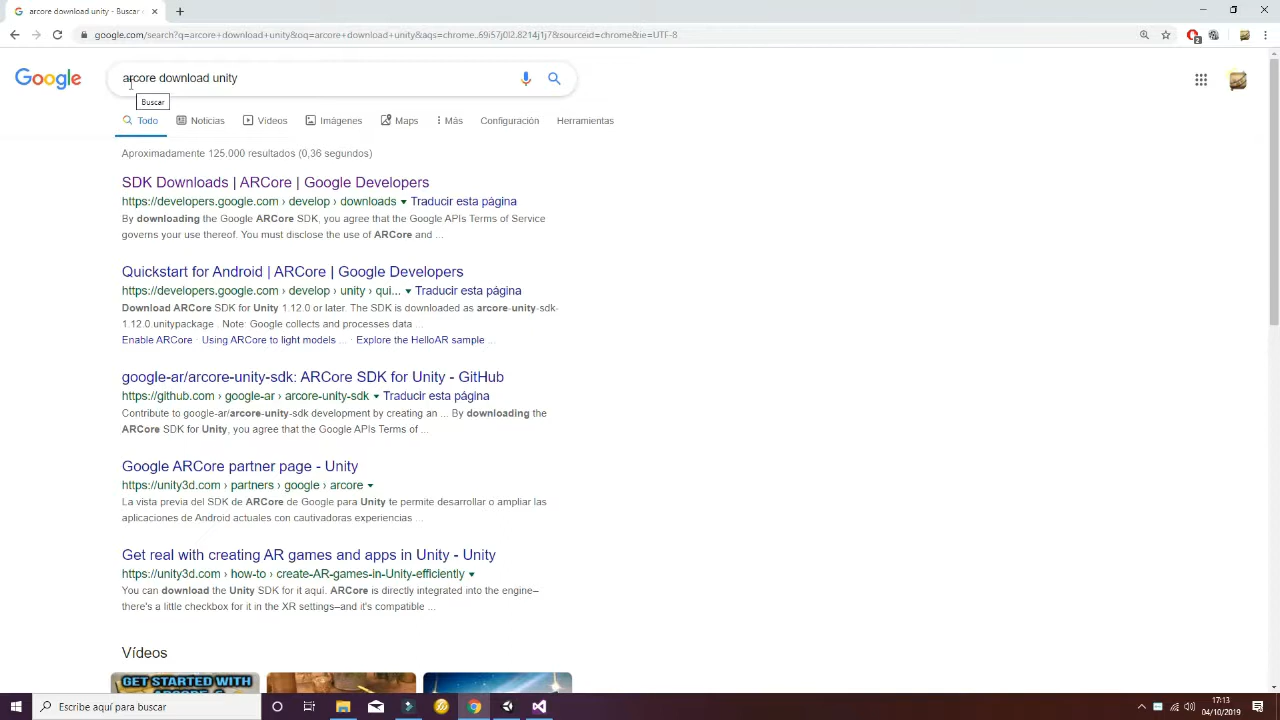 arcore download unity - Buscar c
google.com/search?q=arcore+download+unity&oq=arcore+download+unity&aqs=chrome..69i57j0l2.8214j1j7&sourceid=chrome&ie=UTF-8
2
Google
arcore download unity
Buscar
Todo Noticias Vídeos Imágenes Maps Más Configuración Herramientas
Aproximadamente 125.000 resultados (0,36 segundos)
SDK Downloads | ARCore | Google Developers
https://developers.google.com › develop › downloads ▾ Traducir esta página
By downloading the Google ARCore SDK, you agree that the Google APIs Terms of Service
governs your use thereof. You must disclose the use of ARCore and ...
Quickstart for Android | ARCore | Google Developers
https://developers.google.com › develop › unity › qui... ▾ Traducir esta página
Download ARCore SDK for Unity 1.12.0 or later. The SDK is downloaded as arcore-unity-sdk-
1.12.0.unitypackage . Note: Google collects and processes data ...
Enable ARCore · Using ARCore to light models ... · Explore the HelloAR sample ...
google-ar/arcore-unity-sdk: ARCore SDK for Unity - GitHub
https://github.com › google-ar › arcore-unity-sdk ▾ Traducir esta página
Contribute to google-ar/arcore-unity-sdk development by creating an ... By downloading the
ARCore SDK for Unity, you agree that the Google APIs Terms of ...
Google ARCore partner page - Unity
https://unity3d.com › partners › google › arcore ▾
La vista previa del SDK de ARCore de Google para Unity te permite desarrollar o ampliar las
aplicaciones de Android actuales con cautivadoras experiencias ...
Get real with creating AR games and apps in Unity - Unity
https://unity3d.com › how-to › create-AR-games-in-Unity-efficiently ▾
You can download the Unity SDK for it aquí. ARCore is directly integrated into the engine–
there's a little checkbox for it in the XR settings–and it's compatible ...
Vídeos
GET STARTED WITH
Escribe aquí para buscar
17:13
04/10/2019